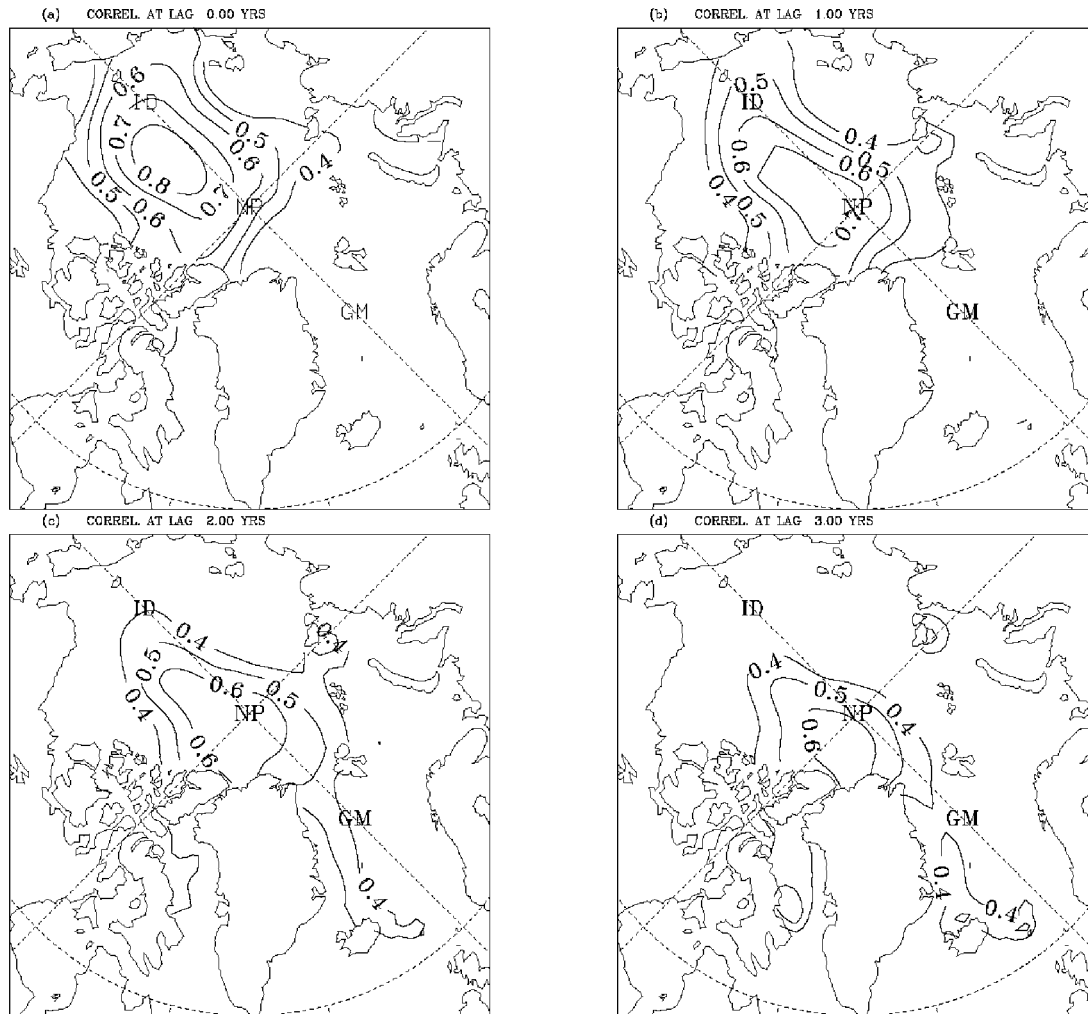 (a) CORREL. AT LAG 0.00 YRS
0.6
ID
0.7
0.5
0.6
0.4
0.8
0.5
0.7
NP
0.6
GM
(b) CORREL. AT LAG 1.00 YRS
0.5
ID
0.4
0.5
0.6
0.6
0.4
0.5
NP
0.7
GM
(c) CORREL. AT LAG 2.00 YRS
ID
0.4
0.4
0.5
0.6
0.5
0.4
NP
0.6
GM
0.4
(d) CORREL. AT LAG 3.00 YRS
ID
0.4
0.5
NP
0.4
0.6
GM
0.4
0.4